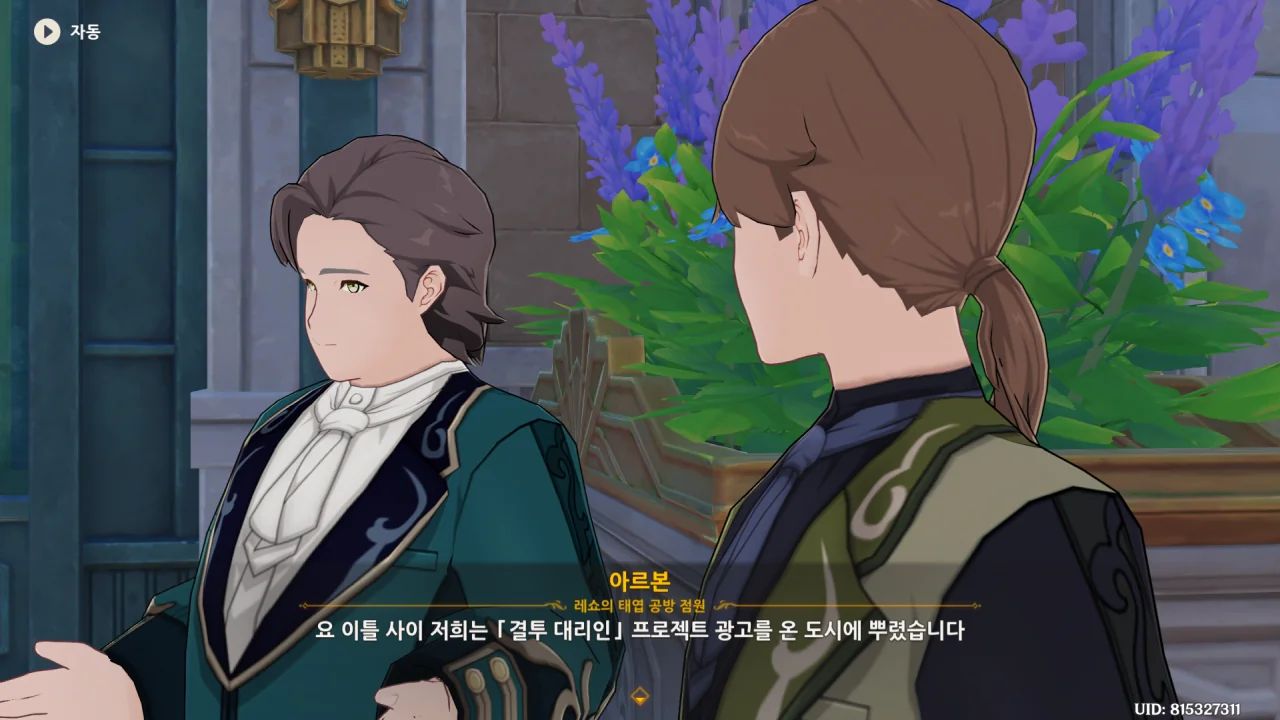 자동
아르본
레쇼의 태엽 공방 점원
요 이틀 사이 저희는 「결투 대리인」 프로젝트 광고를 온 도시에 뿌렸습니다
UID: 815327311